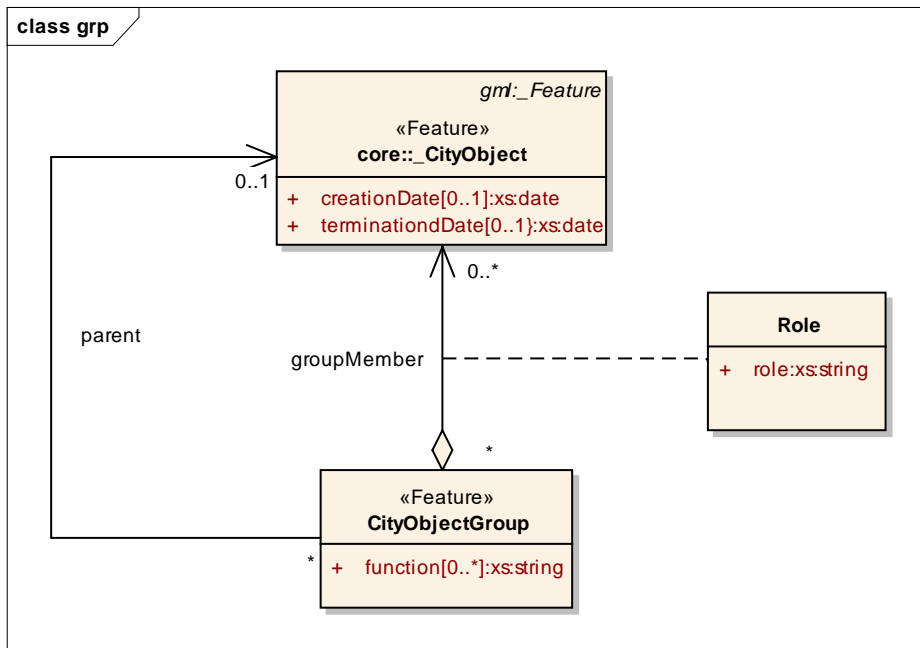 class grp
gml:_Feature
«Feature»
core::_CityObject
+ creationDate[0..1]:xs:date
+ terminationdDate[0..1}:xs:date
0..1
0..*
parent
groupMember
Role
+ role:xs:string
*
«Feature»
CityObjectGroup
+ function[0..*]:xs:string
*